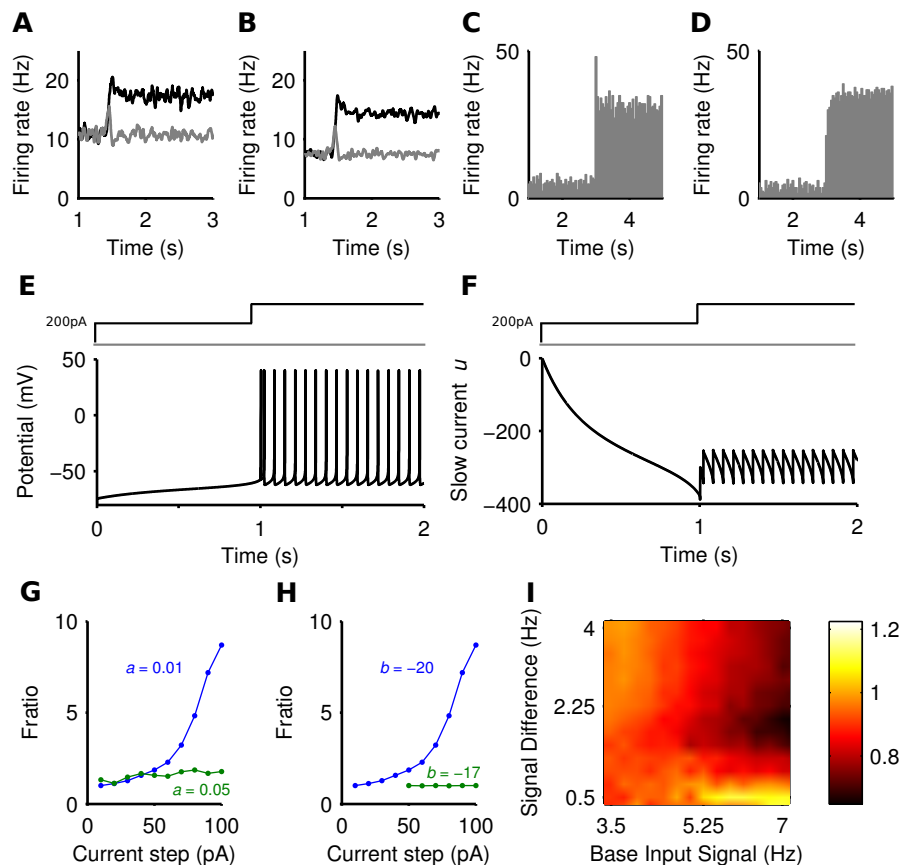 A
B
C
D
Firing rate (Hz)
20
10
0
1
2
3
Time (s)
Firing rate (Hz)
20
10
0
1
2
3
Time (s)
Firing rate (Hz)
50
0
2
4
Time (s)
Firing rate (Hz)
50
0
2
4
Time (s)
E
200pA
Potential (mV)
50
0
−50
0
1
2
Time (s)
F
200pA
Slow current u
0
−200
−400
0
1
2
Time (s)
G
Fratio
10
5
0
a = 0.01
a = 0.05
0
50
100
Current step (pA)
H
Fratio
10
5
0
b = −20
b = −17
0
50
100
Current step (pA)
I
Signal Difference (Hz)
4
2.25
0.5
3.5
5.25
7
Base Input Signal (Hz)
1.2
1
0.8